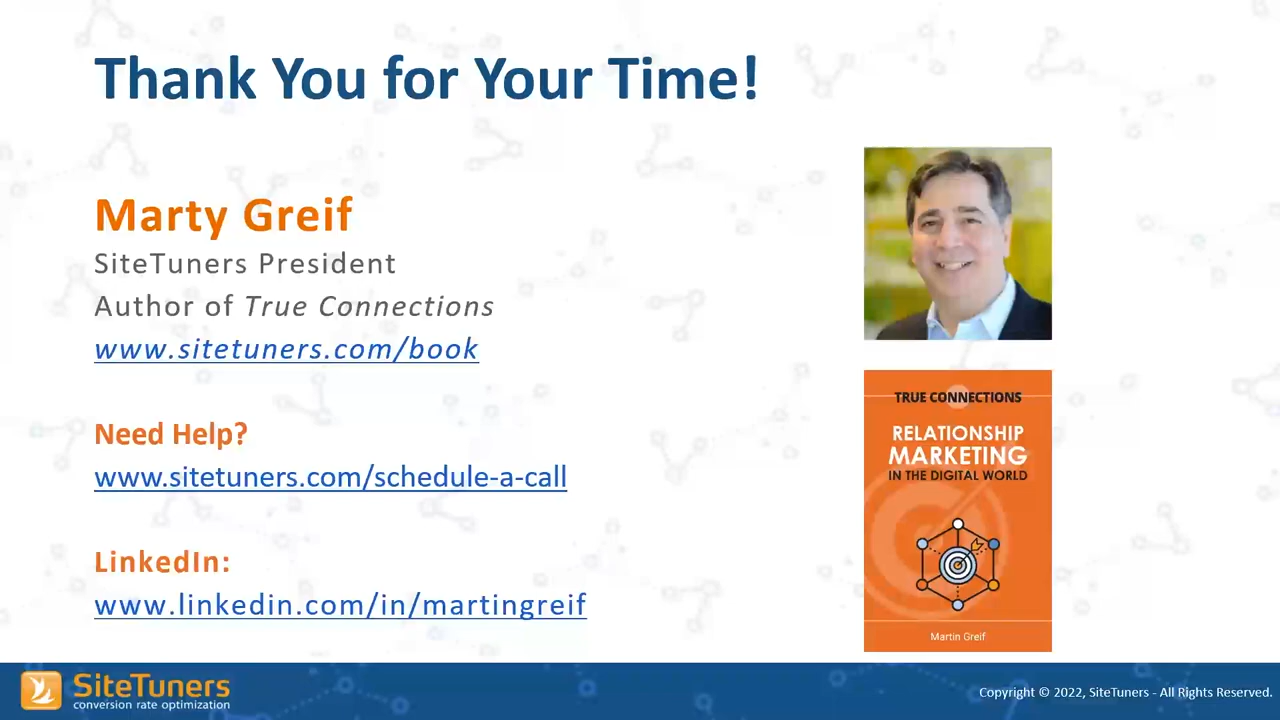 Thank You for Your Time!
Marty Greif
SiteTuners President
Author of True Connections
www.sitetuners.com/book
Need Help?
www.sitetuners.com/schedule-a-call
LinkedIn:
www.linkedin.com/in/martingreif
TRUE CONNECTIONS
RELATIONSHIP
MARKETING
IN THE DIGITAL WORLD
Martin Greif
SiteTuners
conversion rate optimization
Copyright © 2022, SiteTuners - All Rights Reserved.